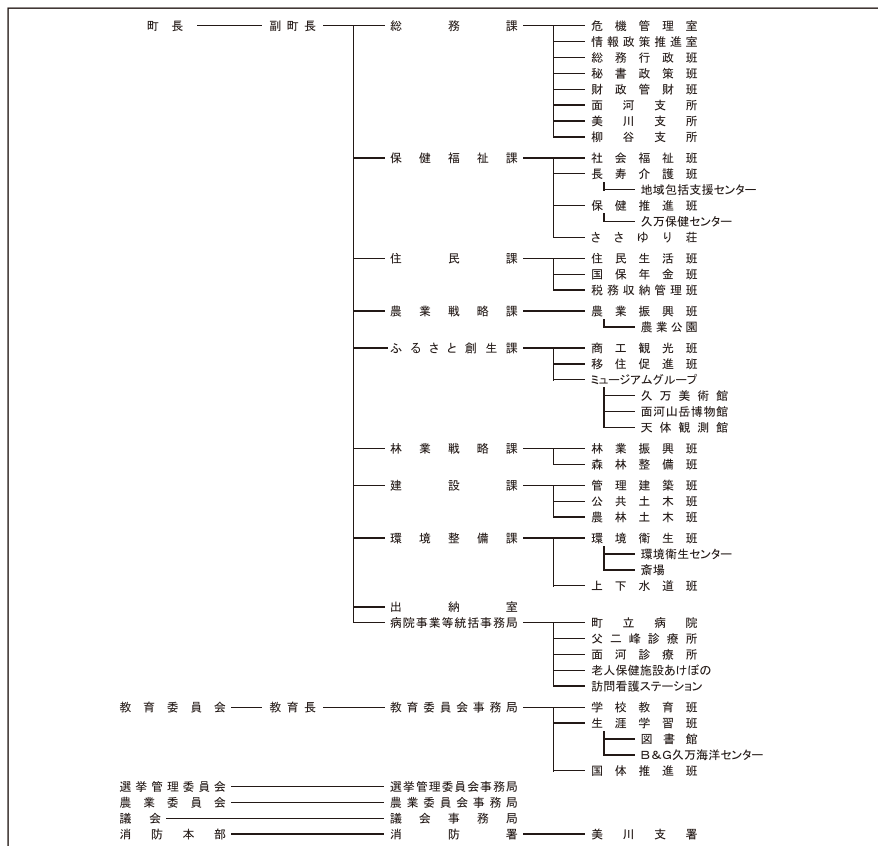 町長 副町長 総務課 危機管理室
情報政策推進室
総務行政班
秘書政策班
財政管財班
面河支所
美川支所
柳谷支所
保健福祉課 社会福祉班
長寿介護班
地域包括支援センター
保健推進班
久万保健センター
ささゆり荘
住民課 住民生活班
国保年金班
税務収納管理班
農業戦略課 農業振興班
農業公園
ふるさと創生課 商工観光班
移住促進班
ミュージアムグループ
久万美術館
面河山岳博物館
天体観測館
林業戦略課 林業振興班
森林整備班
建設課 管理建築班
公共土木班
農林土木班
環境整備課 環境衛生班
環境衛生センター
斎場
上下水道班
出納室
病院事業等統括事務局 町立病院
父二峰診療所
面河診療所
老人保健施設あけぼの
訪問看護ステーション
教育委員会 教育長 教育委員会事務局 学校教育班
生涯学習班
図書館
B&G久万海洋センター
国体推進班
選挙管理委員会 選挙管理委員会事務局
農業委員会 農業委員会事務局
議会 議会事務局
消防本部 消防署 美川支署